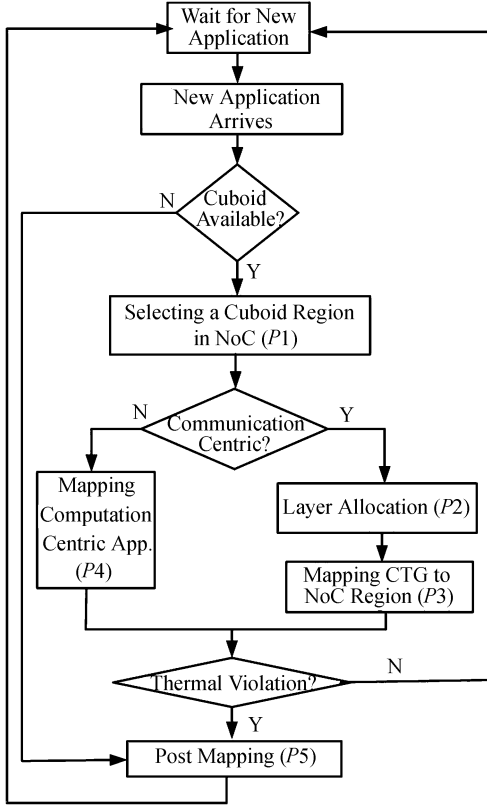 Wait for New
Application
New Application
Arrives
N
Cuboid
Available?
Y
Selecting a Cuboid Region
in NoC (P1)
N
Communication
Centric?
Y
Mapping
Computation
Centric App.
(P4)
Layer Allocation (P2)
Mapping CTG to
NoC Region (P3)
Thermal Violation?
N
Y
Post Mapping (P5)